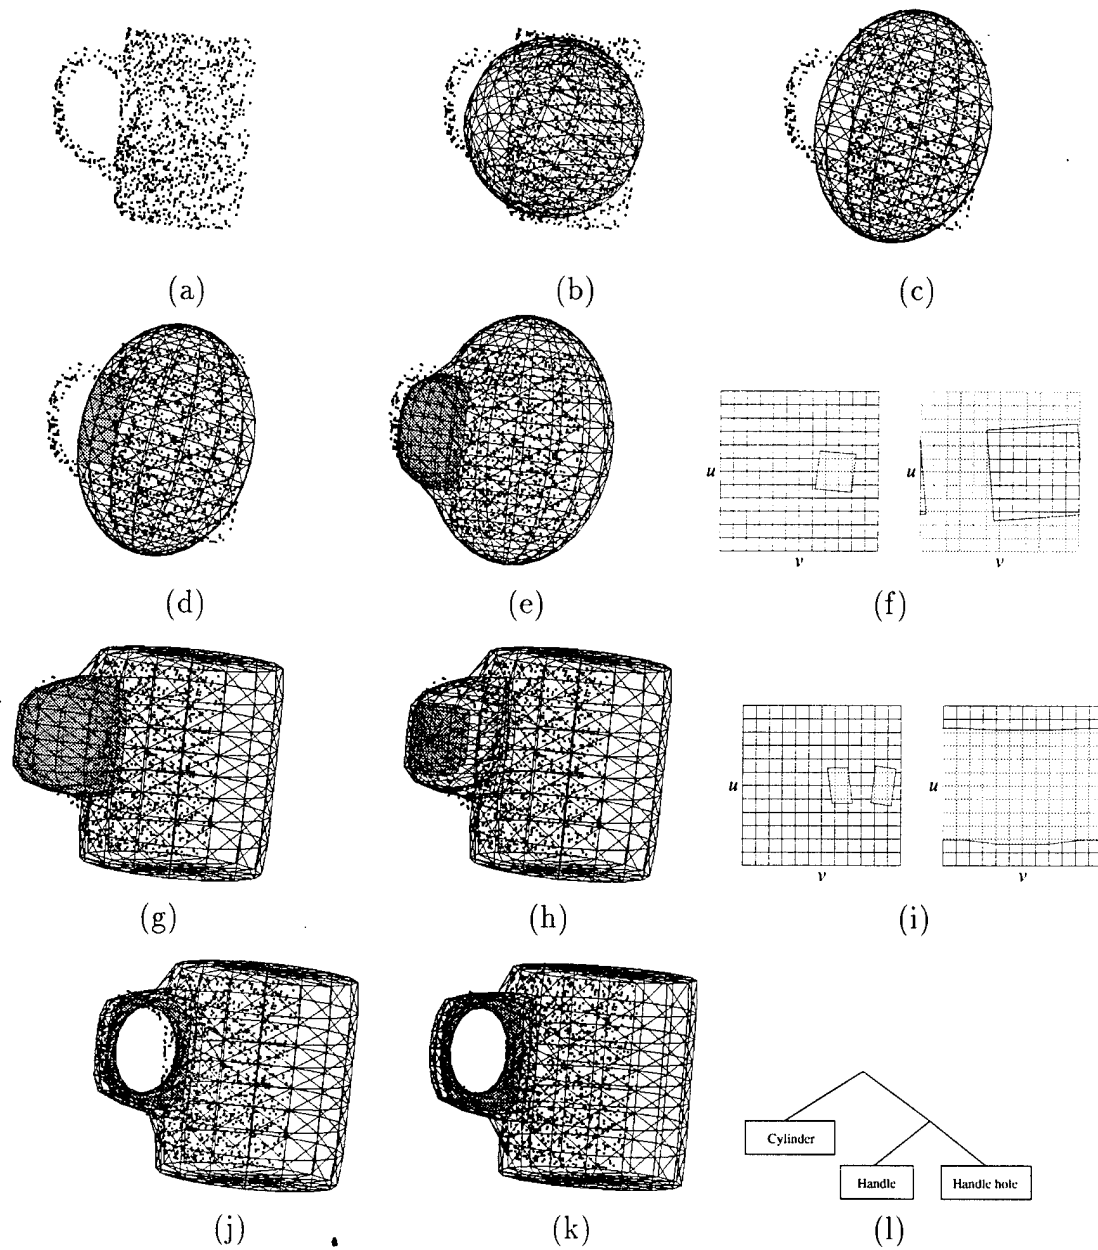 (a)
(b)
(c)
(d)
(e)
u
v
u
v
(f)
(g)
(h)
u
v
u
v
(i)
(j)
(k)
Cylinder
Handle
Handle hole
(l)